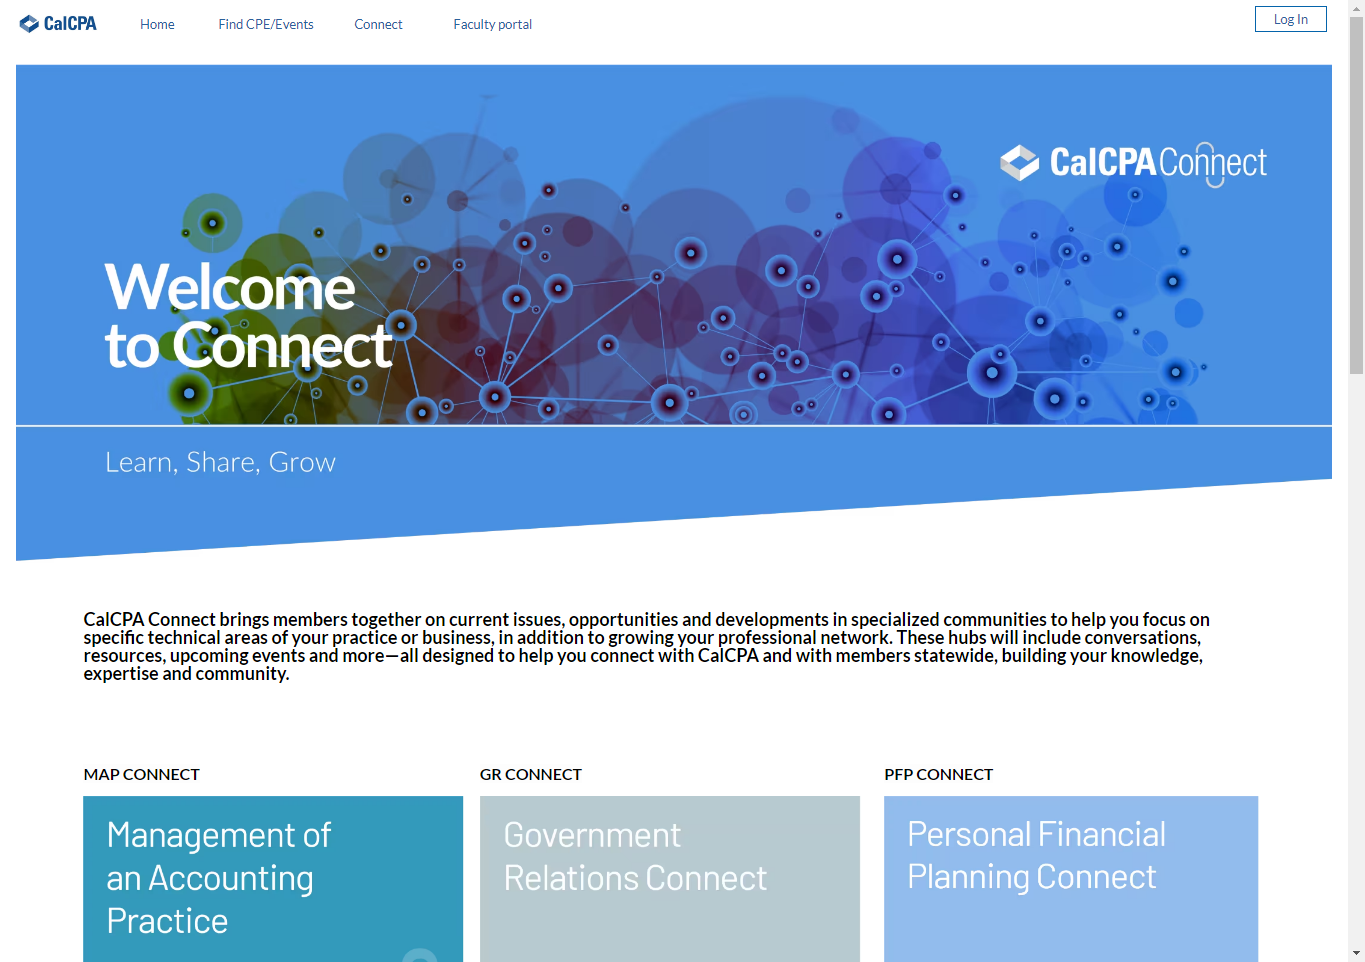 CalCPA Home Find CPE/Events Connect Faculty portal Log In
CalCPA Connect
Welcome
to Connect
Learn, Share, Grow
CalCPA Connect brings members together on current issues, opportunities and developments in specialized communities to help you focus on
specific technical areas of your practice or business, in addition to growing your professional network. These hubs will include conversations,
resources, upcoming events and more—all designed to help you connect with CalCPA and with members statewide, building your knowledge,
expertise and community.
MAP CONNECT
Management of
an Accounting
Practice
GR CONNECT
Government
Relations Connect
PFP CONNECT
Personal Financial
Planning Connect